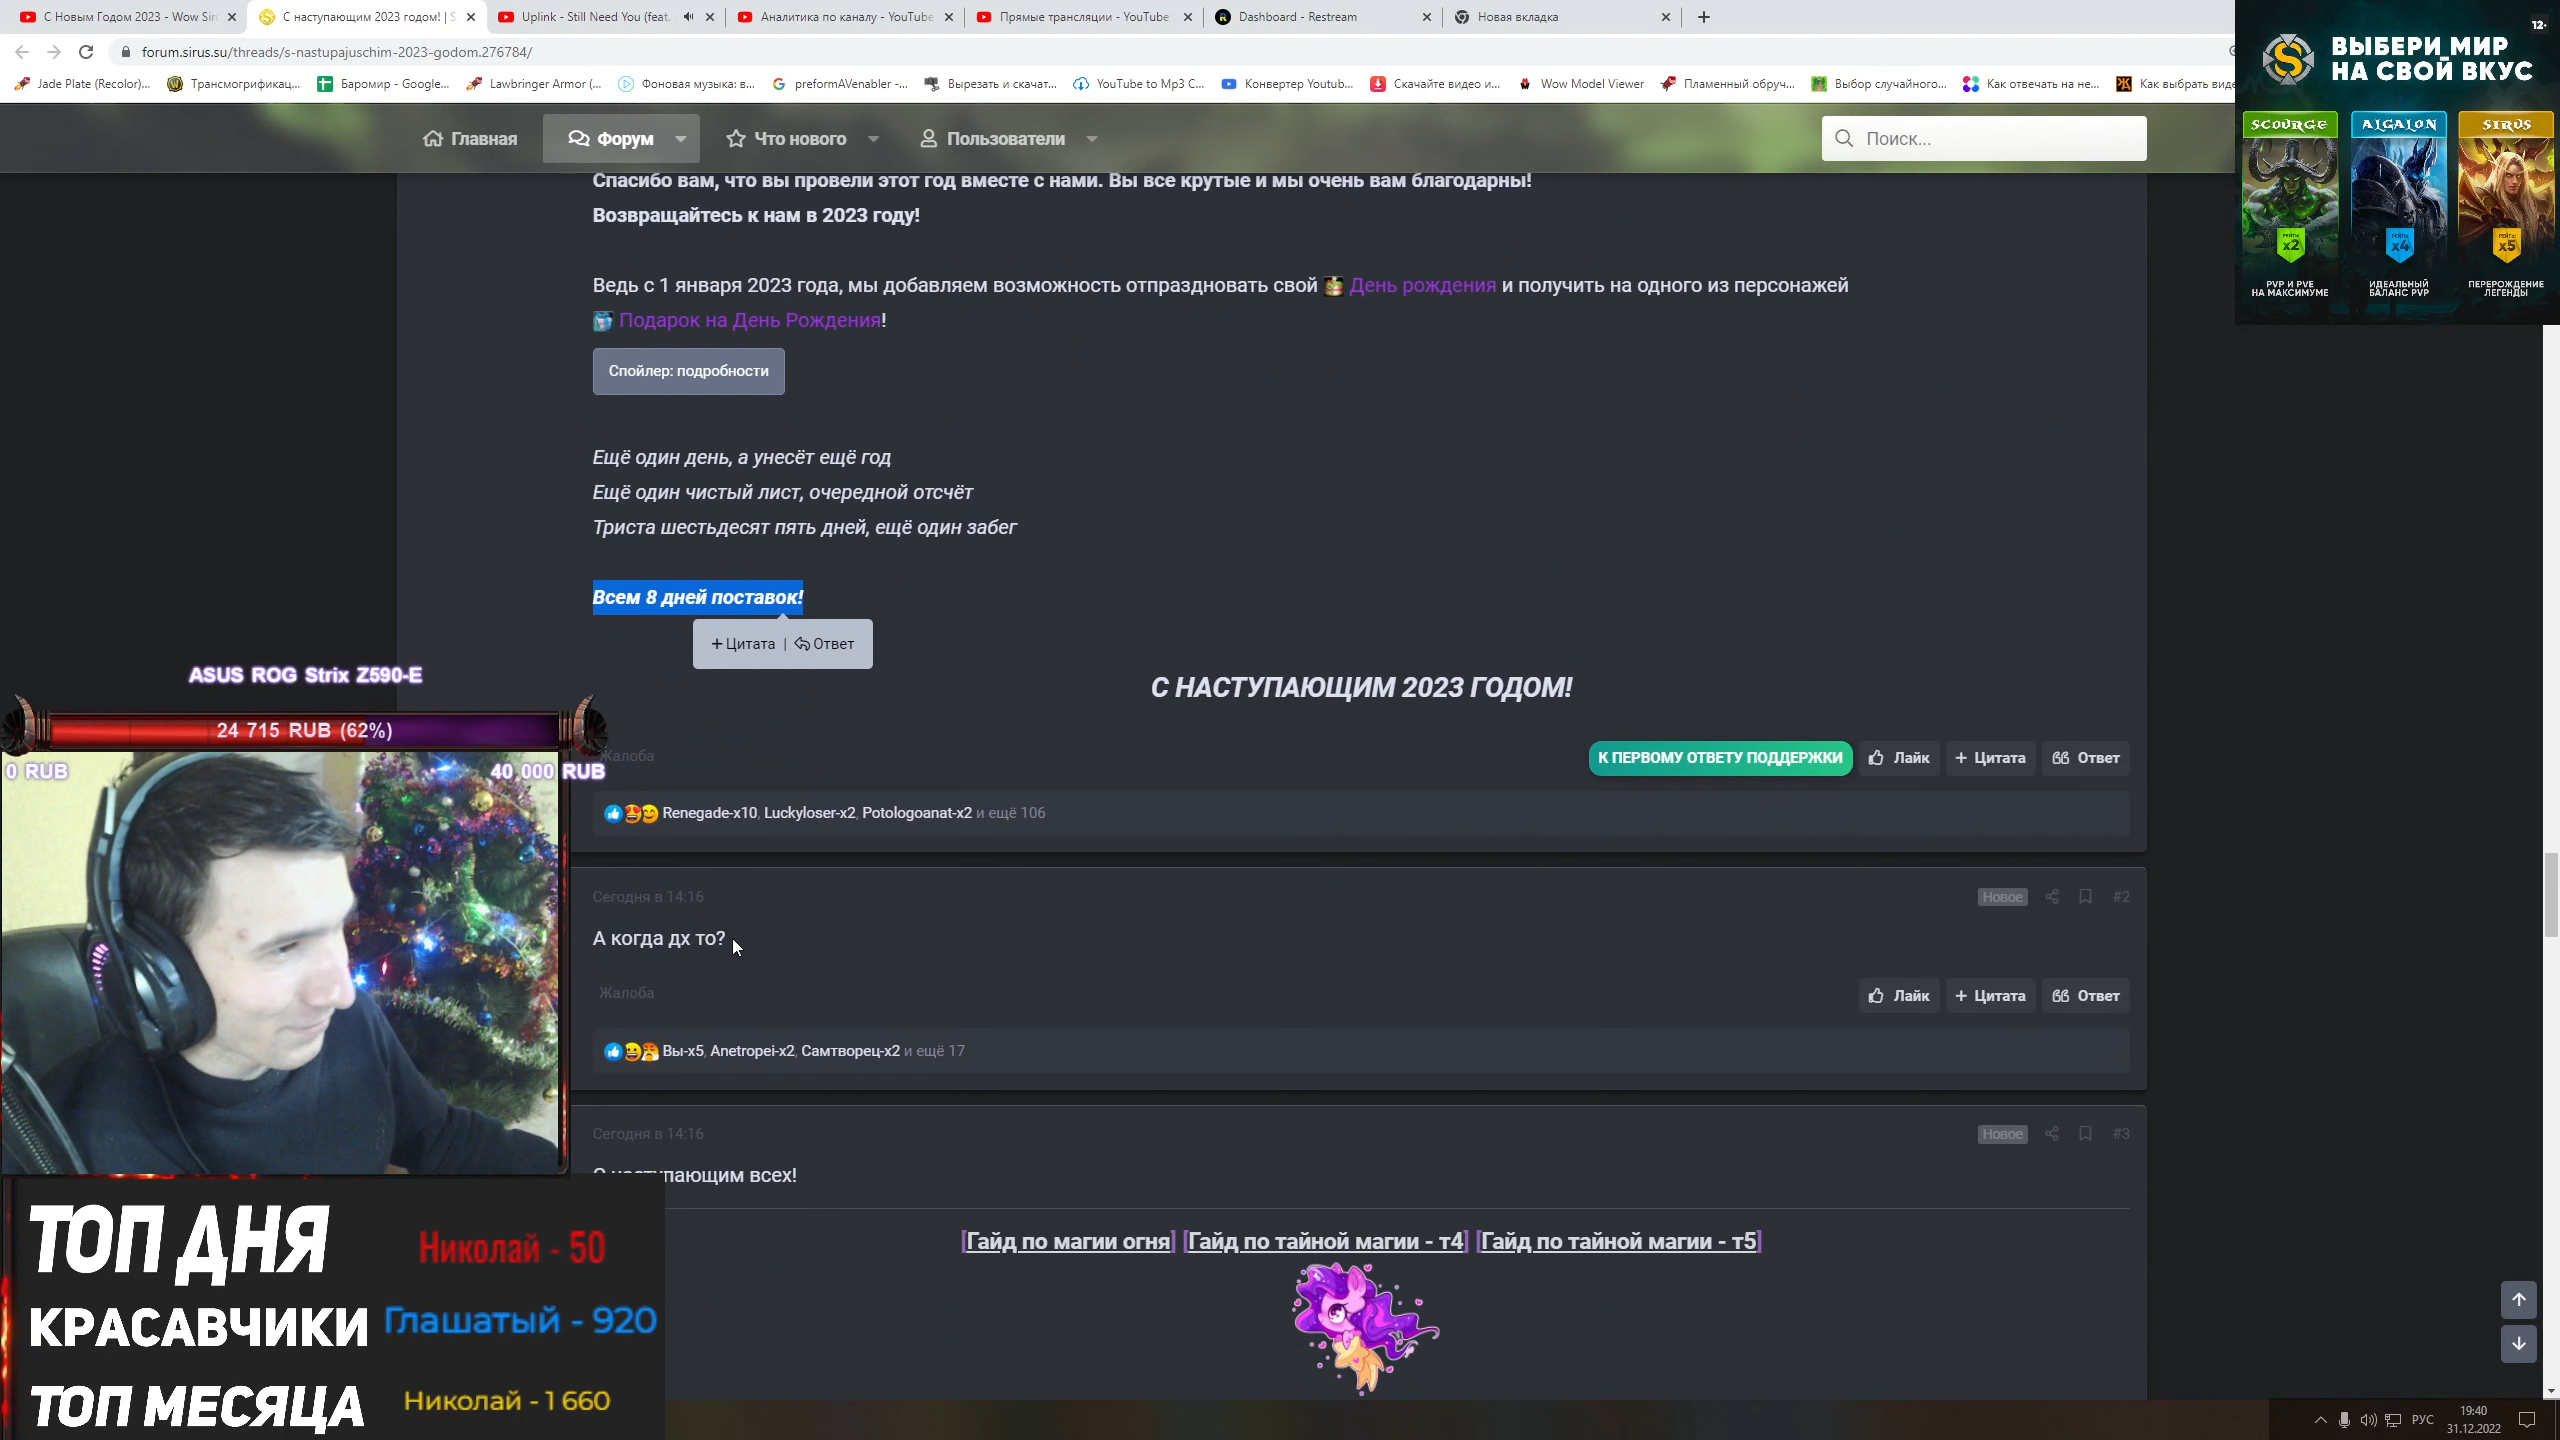 С Новым Годом 2023 - Wow Sir
С наступающим 2023 годом! | S
Uplink - Still Need You (feat.
Аналитика по каналу - YouTube
Прямые трансляции - YouTube
Dashboard - Restream
Новая вкладка
forum.sirus.su/threads/s-nastupajuschim-2023-godom.276784/
Jade Plate (Recolor)...
Трансмогрификац...
Баромир - Google...
Lawbringer Armor (...
Фоновая музыка: в...
preformAVenabler -...
Вырезать и скачат...
YouTube to Mp3 C...
Конвертер Youtub...
Скачайте видео и...
Wow Model Viewer
Пламенный обруч...
Выбор случайного...
Как отвечать на не...
Как выбрать виде
12+
ВЫБЕРИ МИР
НА СВОЙ ВКУС
SCOURGE ALGALON SIRUS
РЕЙТЫ x2 РЕЙТЫ x4 РЕЙТЫ x5
PVP И PVE
НА МАКСИМУМЕ
ИДЕАЛЬНЫЙ
БАЛАНС PVP
ПЕРЕРОЖДЕНИЕ
ЛЕГЕНДЫ
Главная Форум Что нового Пользователи Поиск...
Спасибо вам, что вы провели этот год вместе с нами. Вы все крутые и мы очень вам благодарны!
Возвращайтесь к нам в 2023 году!
Ведь с 1 января 2023 года, мы добавляем возможность отпраздновать свой День рождения и получить на одного из персонажей
Подарок на День Рождения!
Спойлер: подробности
Ещё один день, а унесёт ещё год
Ещё один чистый лист, очередной отсчёт
Триста шестьдесят пять дней, ещё один забег
Всем 8 дней поставок!
+ Цитата | Ответ
С НАСТУПАЮЩИМ 2023 ГОДОМ!
Жалоба
К ПЕРВОМУ ОТВЕТУ ПОДДЕРЖКИ Лайк + Цитата Ответ
Renegade-x10, Luckyloser-x2, Potologoanat-x2 и ещё 106
Сегодня в 14:16 Новое #2
А когда дх то?
Жалоба Лайк + Цитата Ответ
Вы-x5, Anetropei-x2, Самтворец-x2 и ещё 17
Сегодня в 14:16 Новое #3
пающим всех!
[Гайд по магии огня] [Гайд по тайной магии - т4] [Гайд по тайной магии - т5]
ASUS ROG Strix Z590-E
24 715 RUB (62%)
0 RUB 40 000 RUB
ТОП ДНЯ Николай - 50
КРАСАВЧИКИ Глашатый - 920
ТОП МЕСЯЦА Николай - 1 660
РУС
19:40
31.12.2022